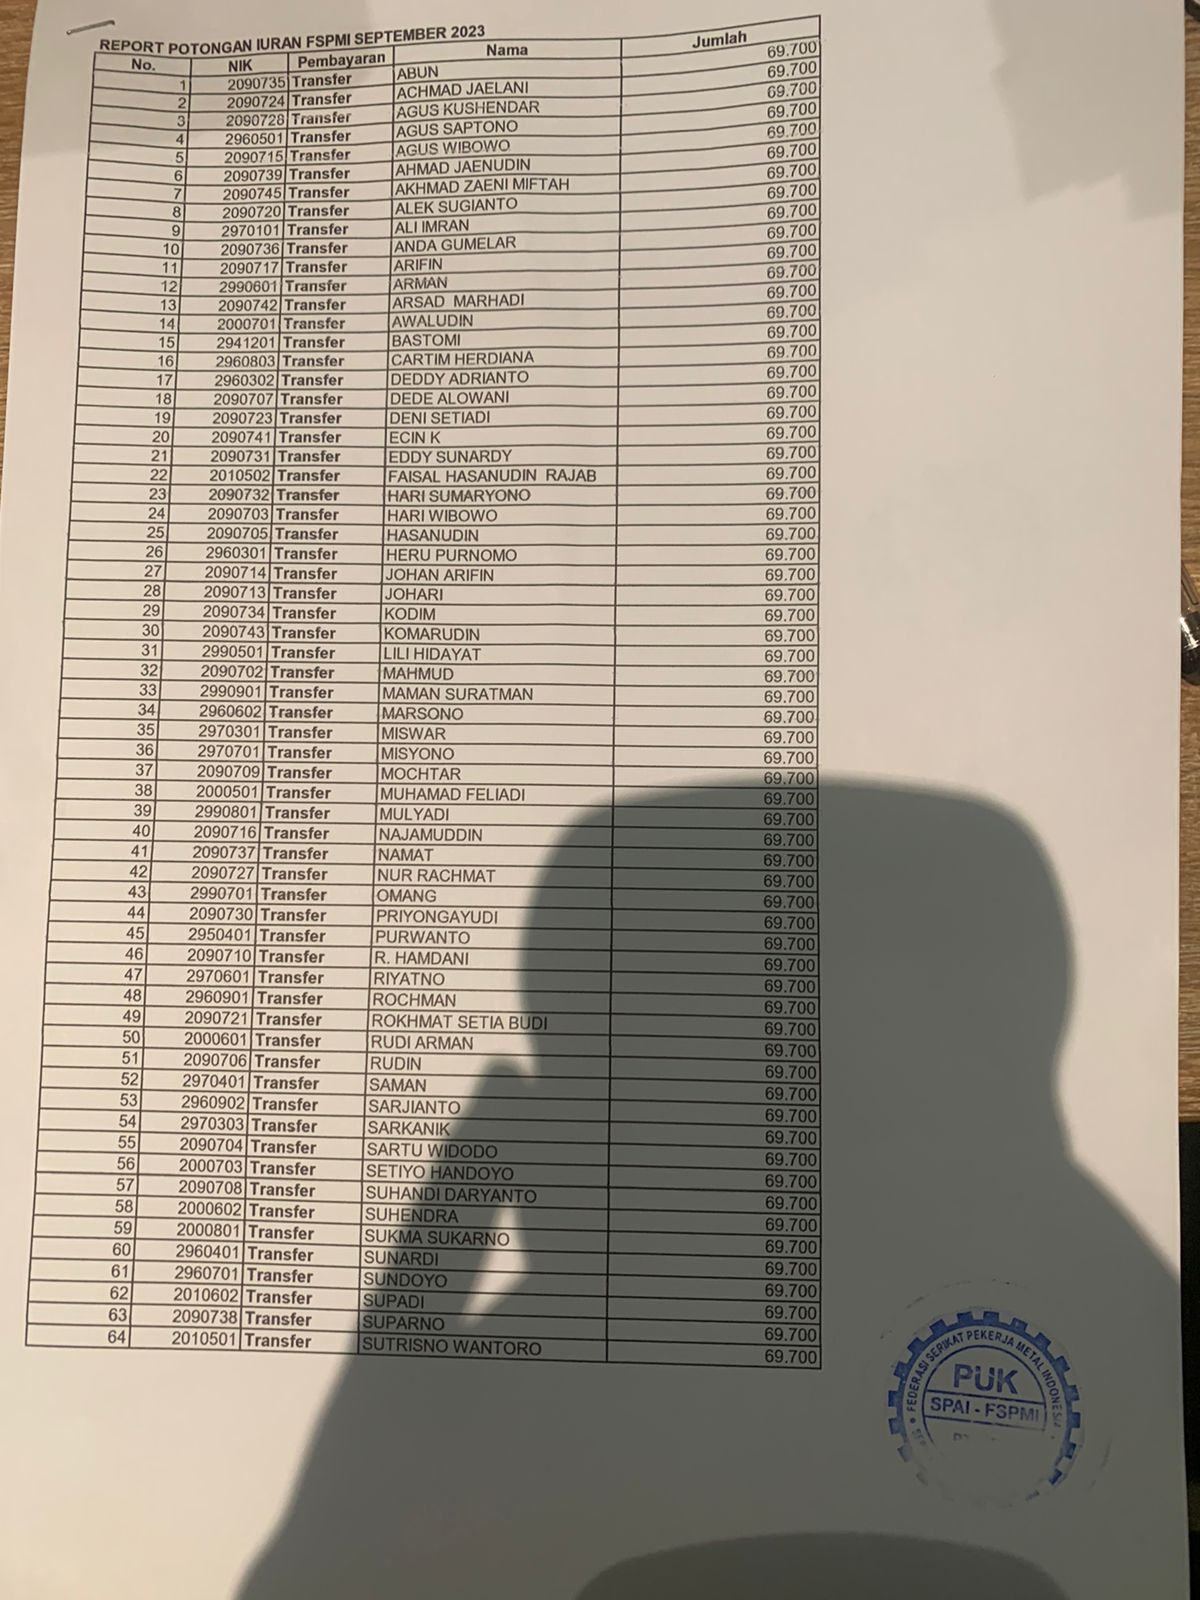 REPORT POTONGAN IURAN FSPMI SEPTEMBER 2023
No. NIK Pembayaran Nama Jumlah
1 2090735 Transfer ABUN 69.700
2 2090724 Transfer ACHMAD JAELANI 69.700
3 2090728 Transfer AGUS KUSHENDAR 69.700
4 2960501 Transfer AGUS SAPTONO 69.700
5 2090715 Transfer AGUS WIBOWO 69.700
6 2090739 Transfer AHMAD JAENUDIN 69.700
7 2090745 Transfer AKHMAD ZAENI MIFTAH 69.700
8 2090720 Transfer ALEK SUGIANTO 69.700
9 2970101 Transfer ALI IMRAN 69.700
10 2090736 Transfer ANDA GUMELAR 69.700
11 2090717 Transfer ARIFIN 69.700
12 2990601 Transfer ARMAN 69.700
13 2090742 Transfer ARSAD MARHADI 69.700
14 2000701 Transfer AWALUDIN 69.700
15 2941201 Transfer BASTOMI 69.700
16 2960803 Transfer CARTIM HERDIANA 69.700
17 2960302 Transfer DEDDY ADRIANTO 69.700
18 2090707 Transfer DEDE ALOWANI 69.700
19 2090723 Transfer DENI SETIADI 69.700
20 2090741 Transfer ECIN K 69.700
21 2090731 Transfer EDDY SUNARDY 69.700
22 2010502 Transfer FAISAL HASANUDIN RAJAB 69.700
23 2090732 Transfer HARI SUMARYONO 69.700
24 2090703 Transfer HARI WIBOWO 69.700
25 2090705 Transfer HASANUDIN 69.700
26 2960301 Transfer HERU PURNOMO 69.700
27 2090714 Transfer JOHAN ARIFIN 69.700
28 2090713 Transfer JOHARI 69.700
29 2090734 Transfer KODIM 69.700
30 2090743 Transfer KOMARUDIN 69.700
31 2990501 Transfer LILI HIDAYAT 69.700
32 2090702 Transfer MAHMUD 69.700
33 2990901 Transfer MAMAN SURATMAN 69.700
34 2960602 Transfer MARSONO 69.700
35 2970301 Transfer MISWAR 69.700
36 2970701 Transfer MISYONO 69.700
37 2090709 Transfer MOCHTAR 69.700
38 2000501 Transfer MUHAMAD FELIADI 69.700
39 2990801 Transfer MULYADI 69.700
40 2090716 Transfer NAJAMUDDIN 69.700
41 2090737 Transfer NAMAT 69.700
42 2090727 Transfer NUR RACHMAT 69.700
43 2990701 Transfer OMANG 69.700
44 2090730 Transfer PRIYONGAYUDI 69.700
45 2950401 Transfer PURWANTO 69.700
46 2090710 Transfer R. HAMDANI 69.700
47 2970601 Transfer RIYATNO 69.700
48 2960901 Transfer ROCHMAN 69.700
49 2090721 Transfer ROKHMAT SETIA BUDI 69.700
50 2000601 Transfer RUDI ARMAN 69.700
51 2090706 Transfer RUDIN 69.700
52 2970401 Transfer SAMAN 69.700
53 2960902 Transfer SARJIANTO 69.700
54 2970303 Transfer SARKANIK 69.700
55 2090704 Transfer SARTU WIDODO 69.700
56 2000703 Transfer SETIYO HANDOYO 69.700
57 2090708 Transfer SUHANDI DARYANTO 69.700
58 2000602 Transfer SUHENDRA 69.700
59 2000801 Transfer SUKMA SUKARNO 69.700
60 2960401 Transfer SUNARDI 69.700
61 2960701 Transfer SUNDOYO 69.700
62 2010602 Transfer SUPADI 69.700
63 2090738 Transfer SUPARNO 69.700
64 2010501 Transfer SUTRISNO WANTORO 69.700
FEDERASI SERIKAT PEKERJA METAL INDONESIA
PUK
SPAI - FSPMI